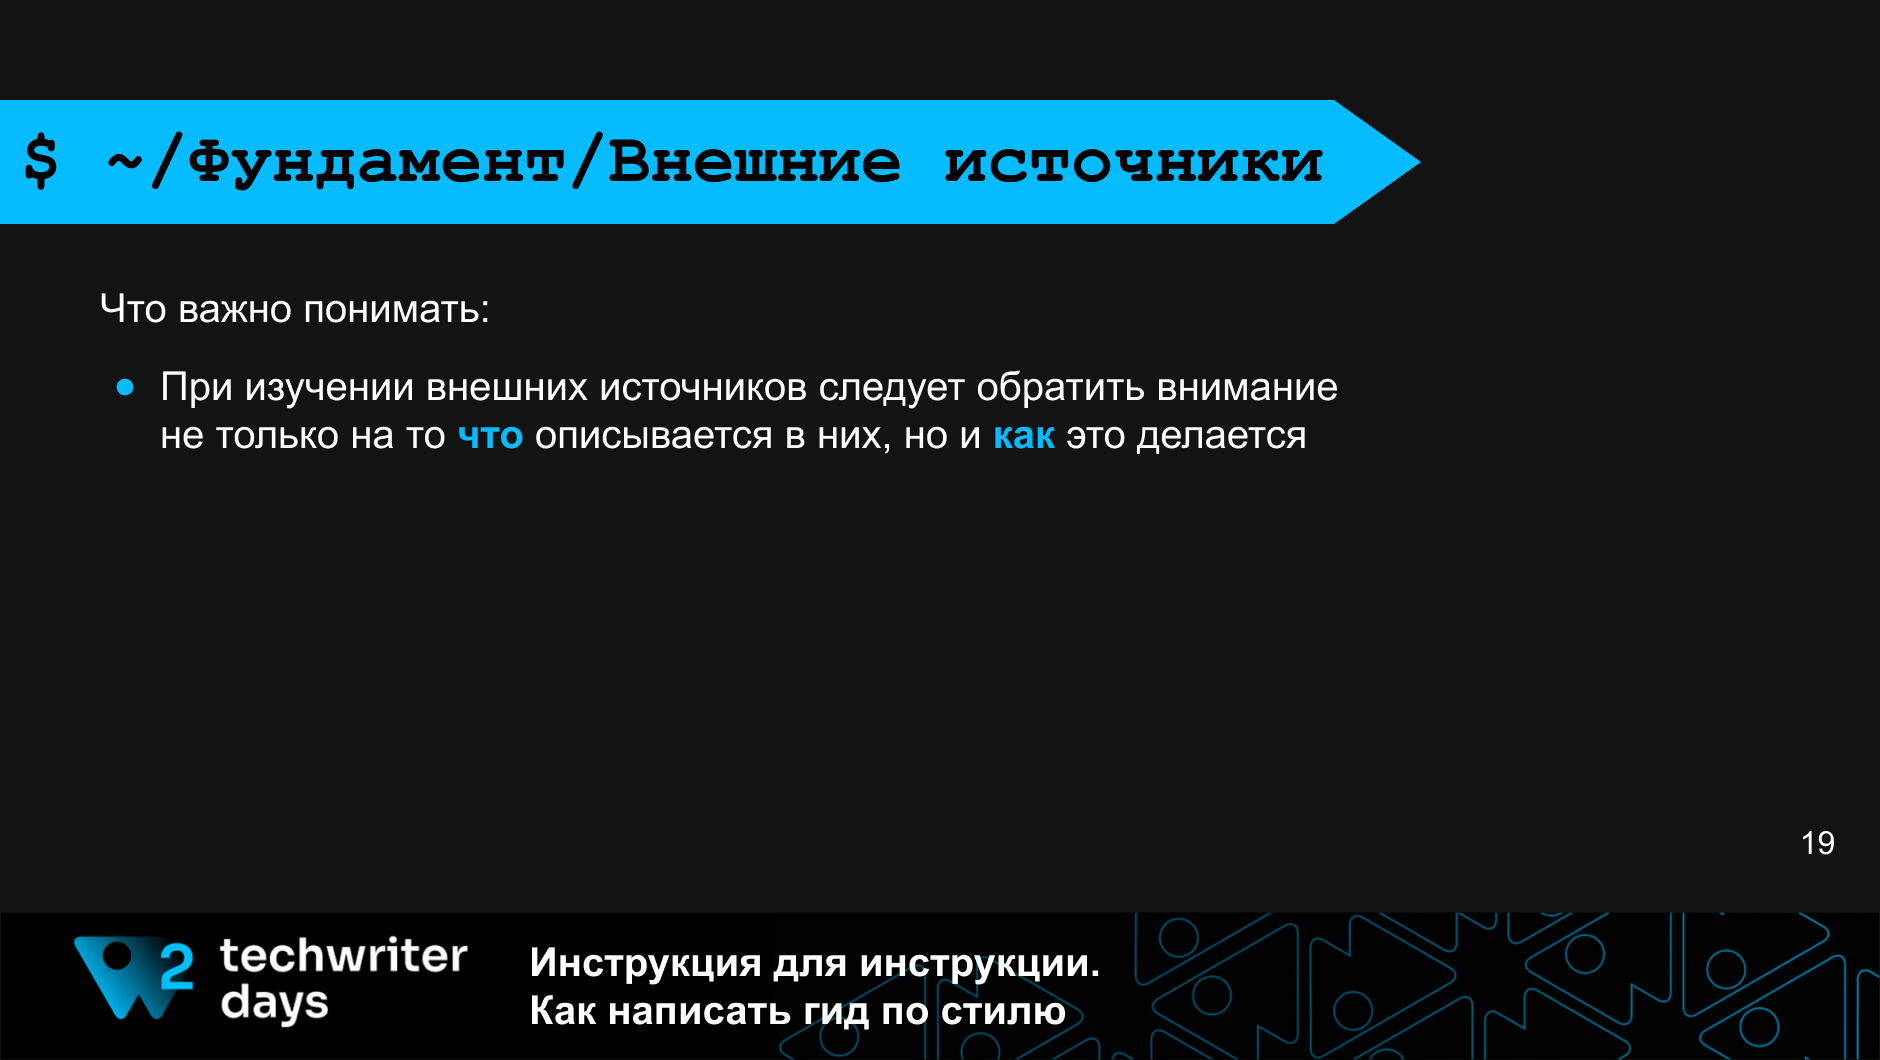 $ ~/Фундамент/Внешние источники
Что важно понимать:
● При изучении внешних источников следует обратить внимание
не только на то что описывается в них, но и как это делается
19
2 techwriter
days
Инструкция для инструкции.
Как написать гид по стилю